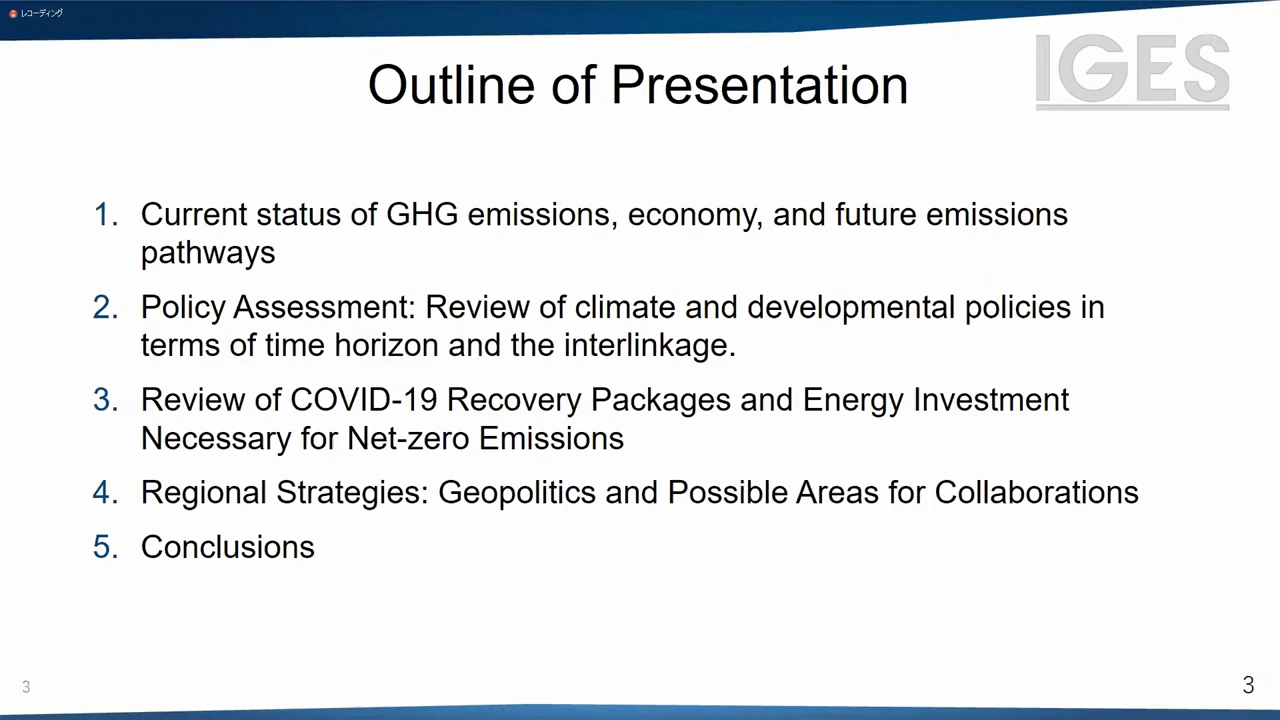 レコーディング
IGES
Outline of Presentation
1. Current status of GHG emissions, economy, and future emissions
pathways
2. Policy Assessment: Review of climate and developmental policies in
terms of time horizon and the interlinkage.
3. Review of COVID-19 Recovery Packages and Energy Investment
Necessary for Net-zero Emissions
4. Regional Strategies: Geopolitics and Possible Areas for Collaborations
5. Conclusions
3
3